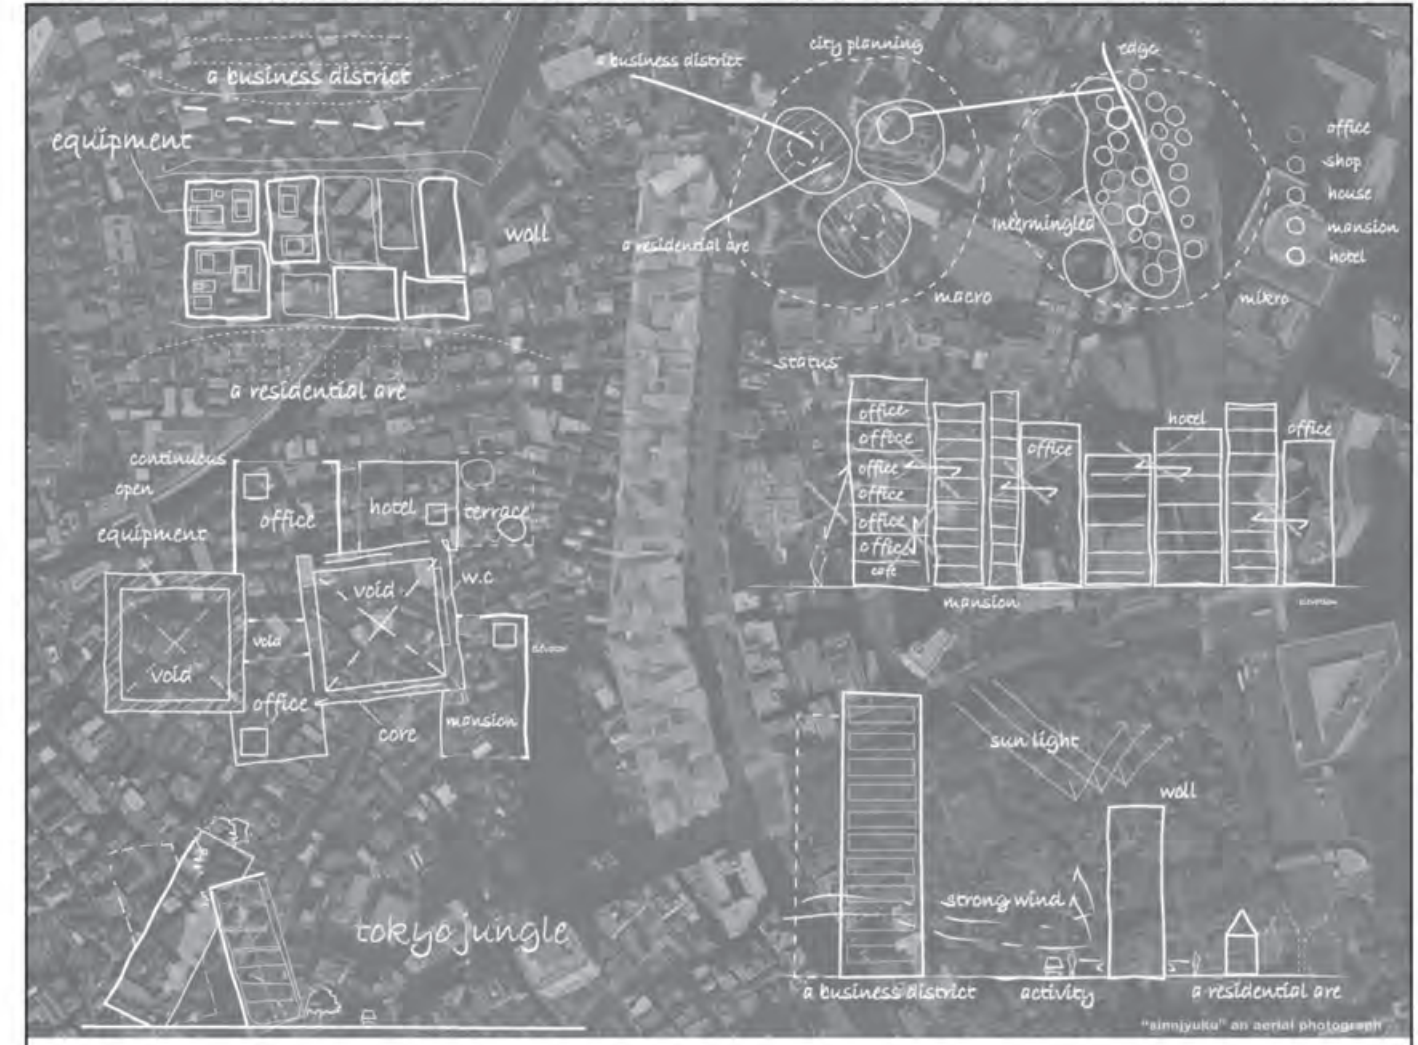 a business district
equipment
woll
a residential are
city planning
a business district
edge
a residential are
Intermingled
macro
mikro
office
shop
house
mansion
hotel
status
office
office
office
office
office
office
cafe
mansion
office
hotel
office
continuous
open
equipment
office
hotel
terrace
void
w.c
void
void
office
core
mansion
sun light
woll
strong wind
a business district
activity
a residential are
tokyo jungle
"sinnjyuku" an aerial photograph